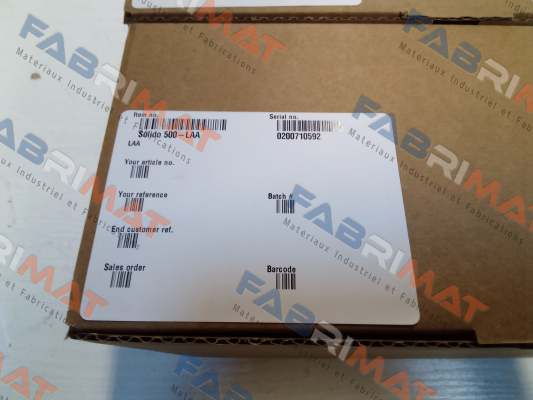 Item no.
Serial no.
Solido 500-LAA
0200710592
LAA
Your article no.
Your reference
Batch #
End customer ref.
Sales order
Barcode
FABRIMAT
Materiaux Industriel et Fabrications
FABRIMAT
Materiaux Industriel et Fabrications
FABRIMAT
Materiaux Industriel et Fabrications
FABRIMAT
Materiaux Industriel et Fabrications
FABRIMAT